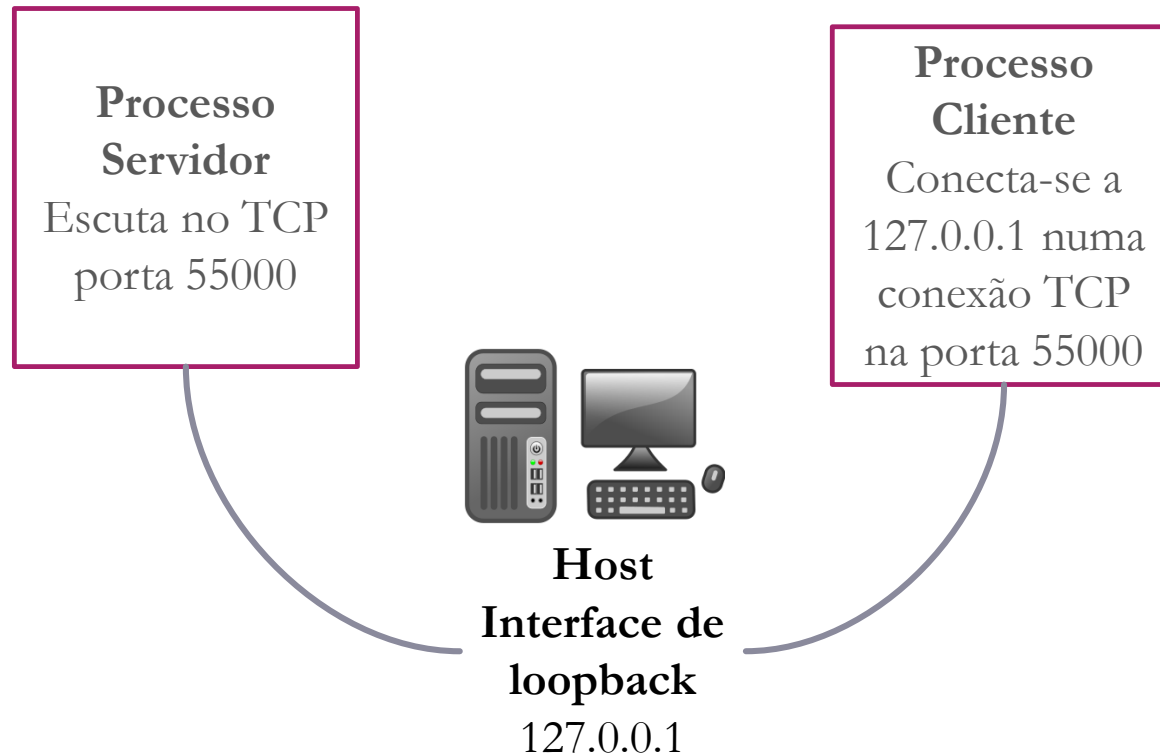 Processo
Servidor
Escuta no TCP
porta 55000
Processo
Cliente
Conecta-se a
127.0.0.1 numa
conexão TCP
na porta 55000
Host
Interface de
loopback
127.0.0.1